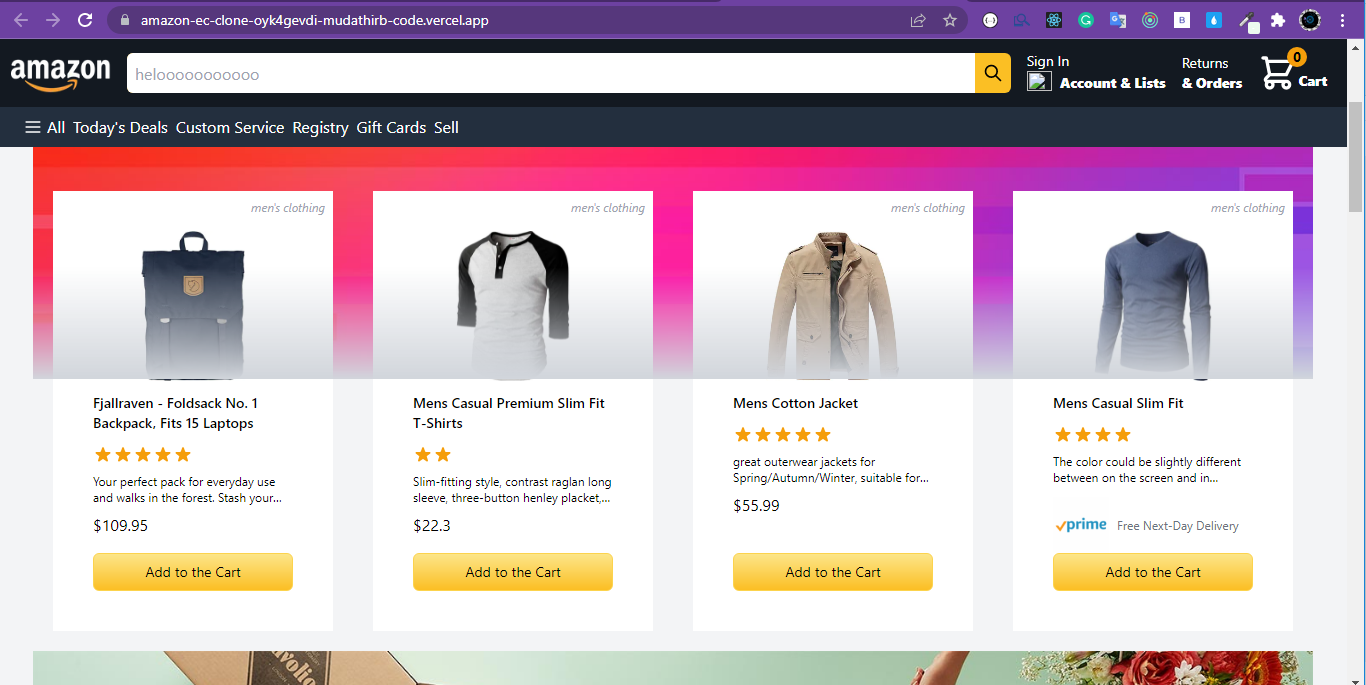 amazon-ec-clone-oyk4gevdi-mudathirb-code.vercel.app
amazon
helooooooooooo
Sign In
Account & Lists
Returns
& Orders
0
Cart
All Today's Deals Custom Service Registry Gift Cards Sell
men's clothing
Fjallraven - Foldsack No. 1
Backpack, Fits 15 Laptops
Your perfect pack for everyday use
and walks in the forest. Stash your...
$109.95
Add to the Cart
men's clothing
Mens Casual Premium Slim Fit
T-Shirts
Slim-fitting style, contrast raglan long
sleeve, three-button henley placket,...
$22.3
Add to the Cart
men's clothing
Mens Cotton Jacket
great outerwear jackets for
Spring/Autumn/Winter, suitable for...
$55.99
Add to the Cart
men's clothing
Mens Casual Slim Fit
The color could be slightly different
between on the screen and in...
prime Free Next-Day Delivery
Add to the Cart